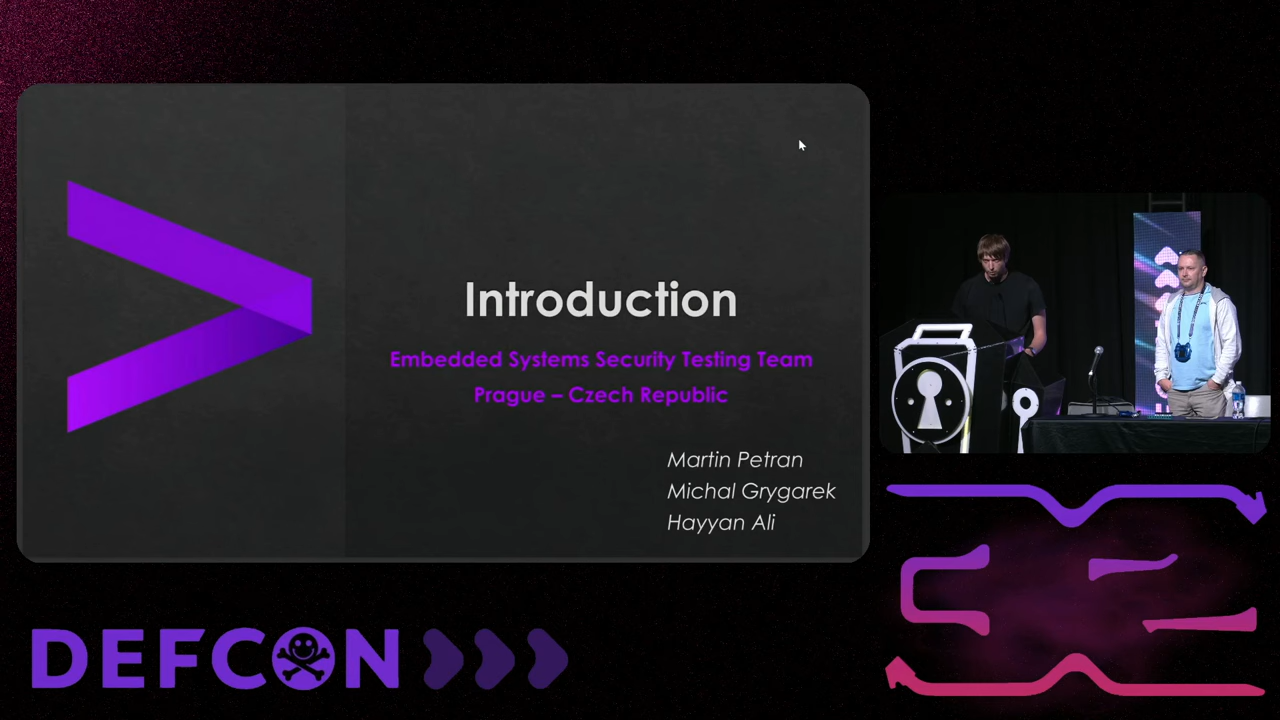 Introduction
Embedded Systems Security Testing Team
Prague – Czech Republic
Martin Petran
Michal Grygarek
Hayyan Ali
DEFCON